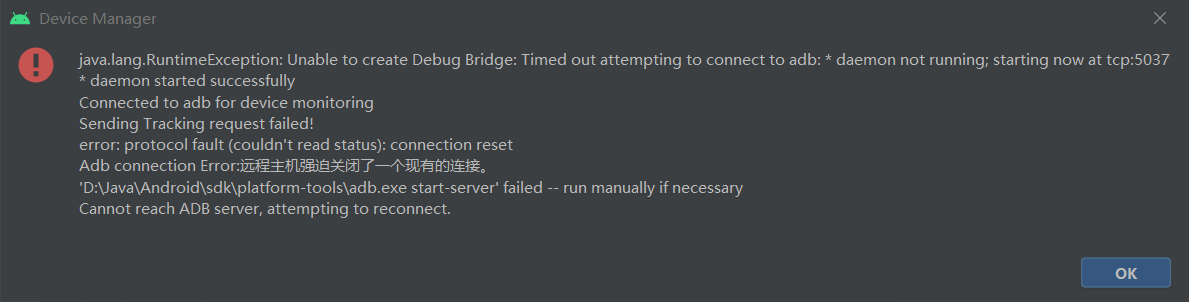 Device Manager
java.lang.RuntimeException: Unable to create Debug Bridge: Timed out attempting to connect to adb: * daemon not running; starting now at tcp:5037
* daemon started successfully
Connected to adb for device monitoring
Sending Tracking request failed!
error: protocol fault (couldn't read status): connection reset
Adb connection Error:远程主机强迫关闭了一个现有的连接。
'D:\Java\Android\sdk\platform-tools\adb.exe start-server' failed -- run manually if necessary
Cannot reach ADB server, attempting to reconnect.
OK